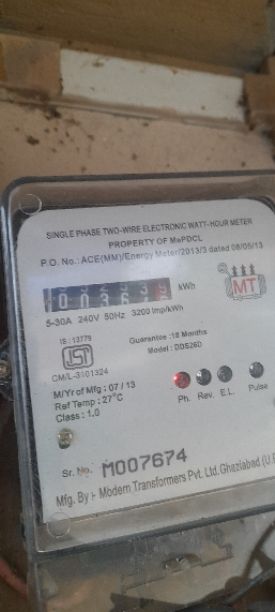 SINGLE PHASE TWO-WIRE ELECTRONIC WATT-HOUR METER
PROPERTY OF MePDCL
P.O. No.: ACE(MM)/Energy Meter/2013/3 dated 08/05/13
kWh
MT
5-30A 240V 50Hz 3200 Imp/kWh
IS : 13779
Guarantee :18 Months
Model : DDS26D
ISI
CM/L-3101324
M/Yr of Mfg : 07 / 13
Ref Temp : 27°C
Class : 1.0
Ph. Rev. E.L. Pulse
Sr. No. M007674
Mfg. By :- Modern Transformers Pvt. Ltd. Ghaziabad